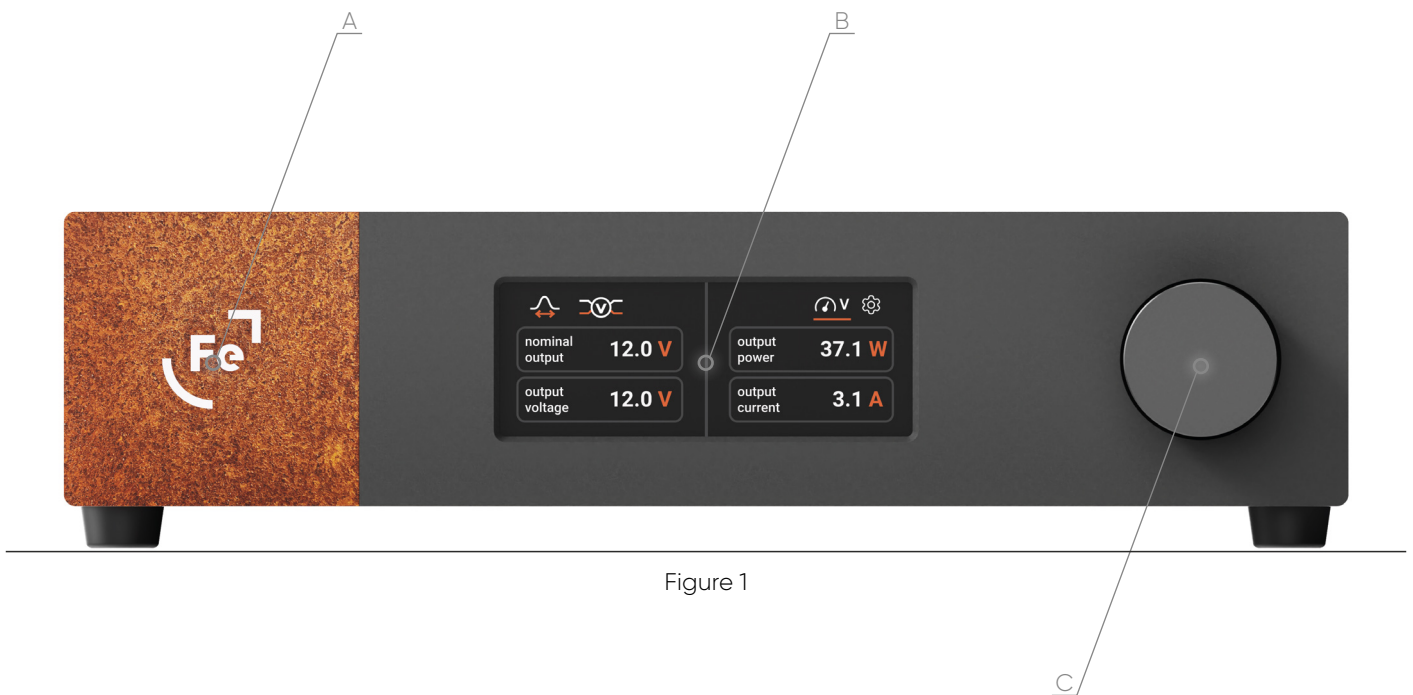 A
B
Fe
V
V
nominal
output
12.0 V
output
power
37.1 W
output
voltage
12.0 V
output
current
3.1 A
Figure 1
C